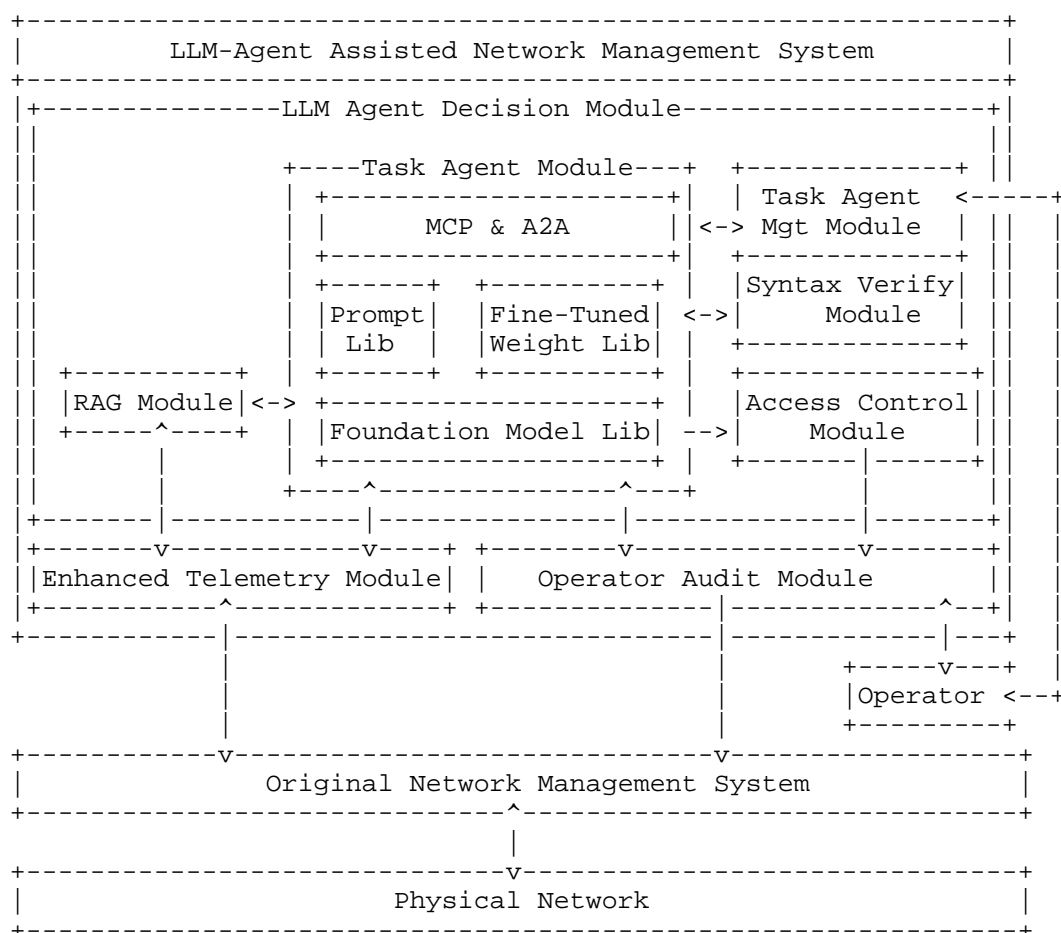 LLM-Agent Assisted Network Management System
LLM Agent Decision Module
Task Agent Module
Task Agent
MCP & A2A
Mgt Module
Syntax Verify
Prompt
Fine-Tuned
Module
Lib
Weight Lib
RAG Module
Access Control
Foundation Model Lib
Module
Enhanced Telemetry Module
Operator Audit Module
Operator
Original Network Management System
Physical Network